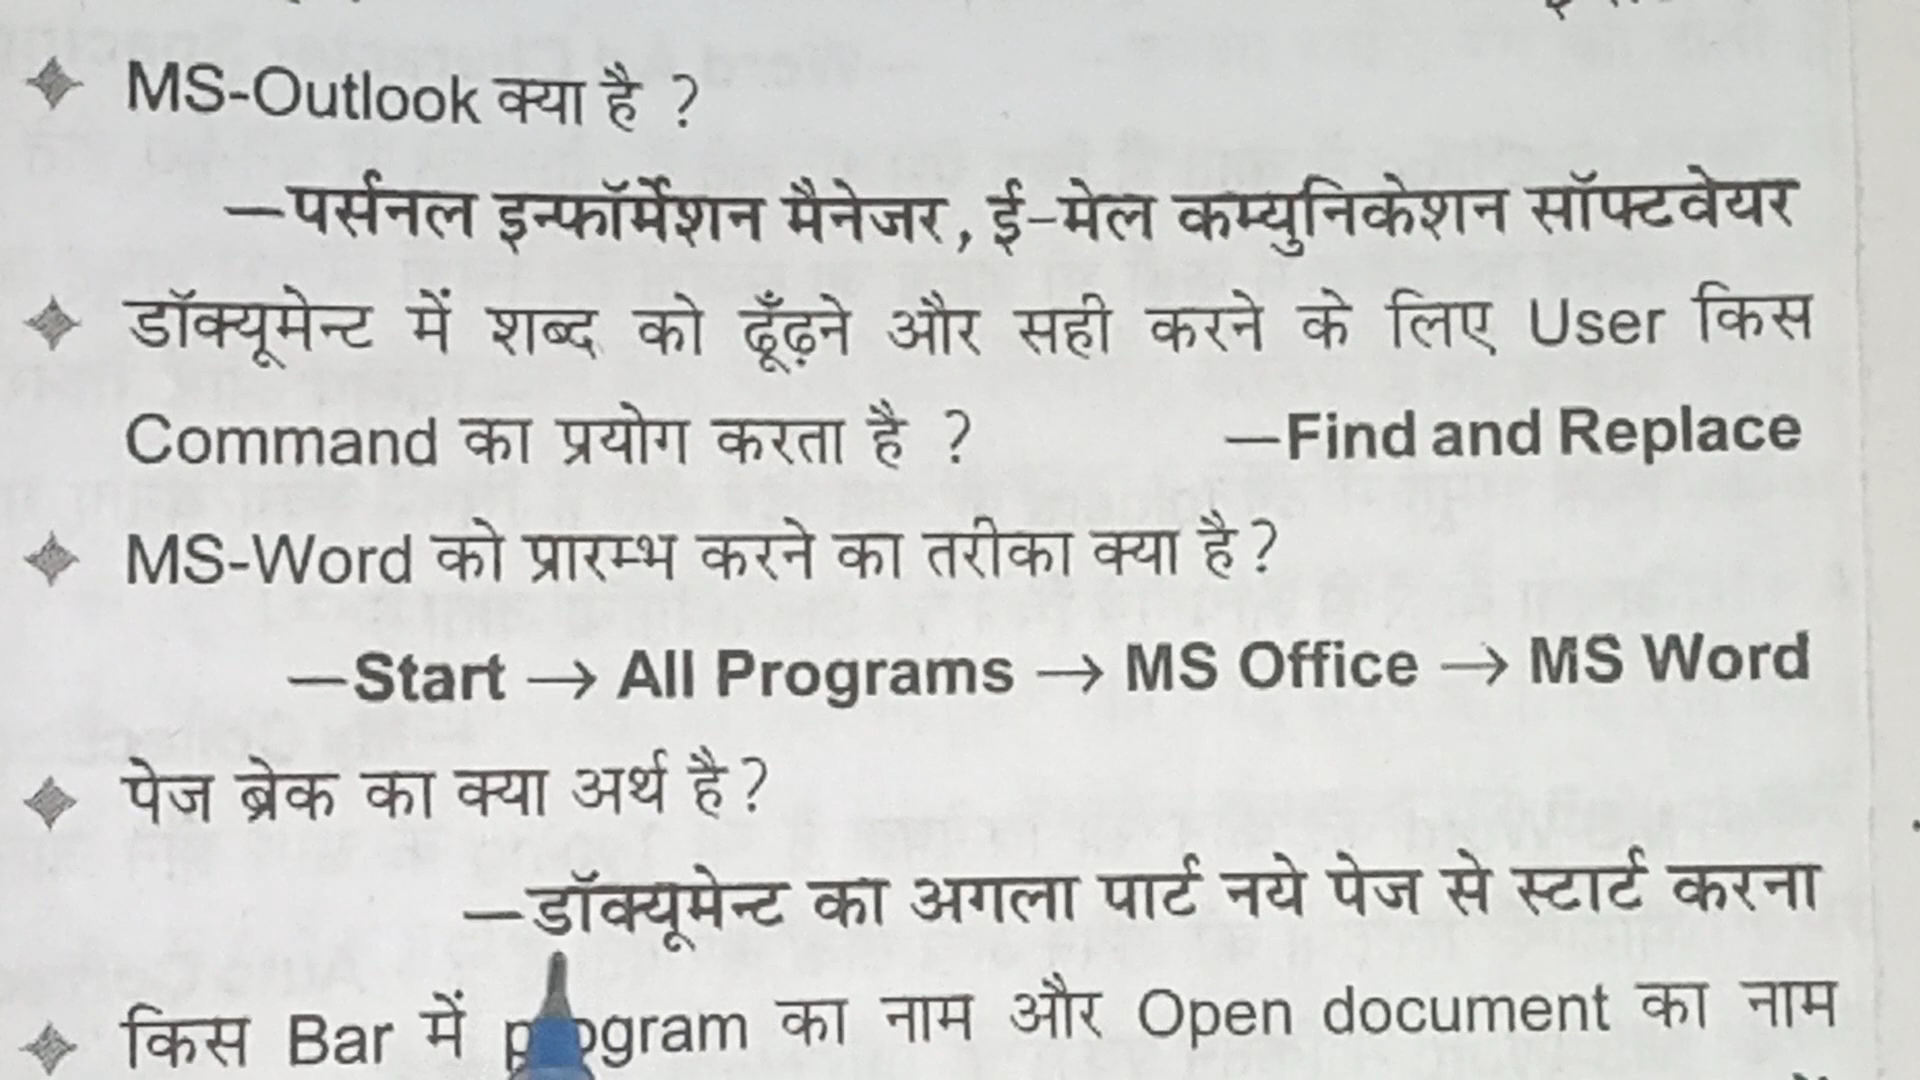 MS-Outlook क्या है ?
—पर्सनल इन्फॉर्मेशन मैनेजर, ई-मेल कम्युनिकेशन सॉफ्टवेयर
डॉक्यूमेन्ट में शब्द को ढूँढ़ने और सही करने के लिए User किस
Command का प्रयोग करता है ? —Find and Replace
MS-Word को प्रारम्भ करने का तरीका क्या है?
—Start → All Programs → MS Office → MS Word
पेज ब्रेक का क्या अर्थ है?
—डॉक्यूमेन्ट का अगला पार्ट नये पेज से स्टार्ट करना
किस Bar में program का नाम और Open document का नाम